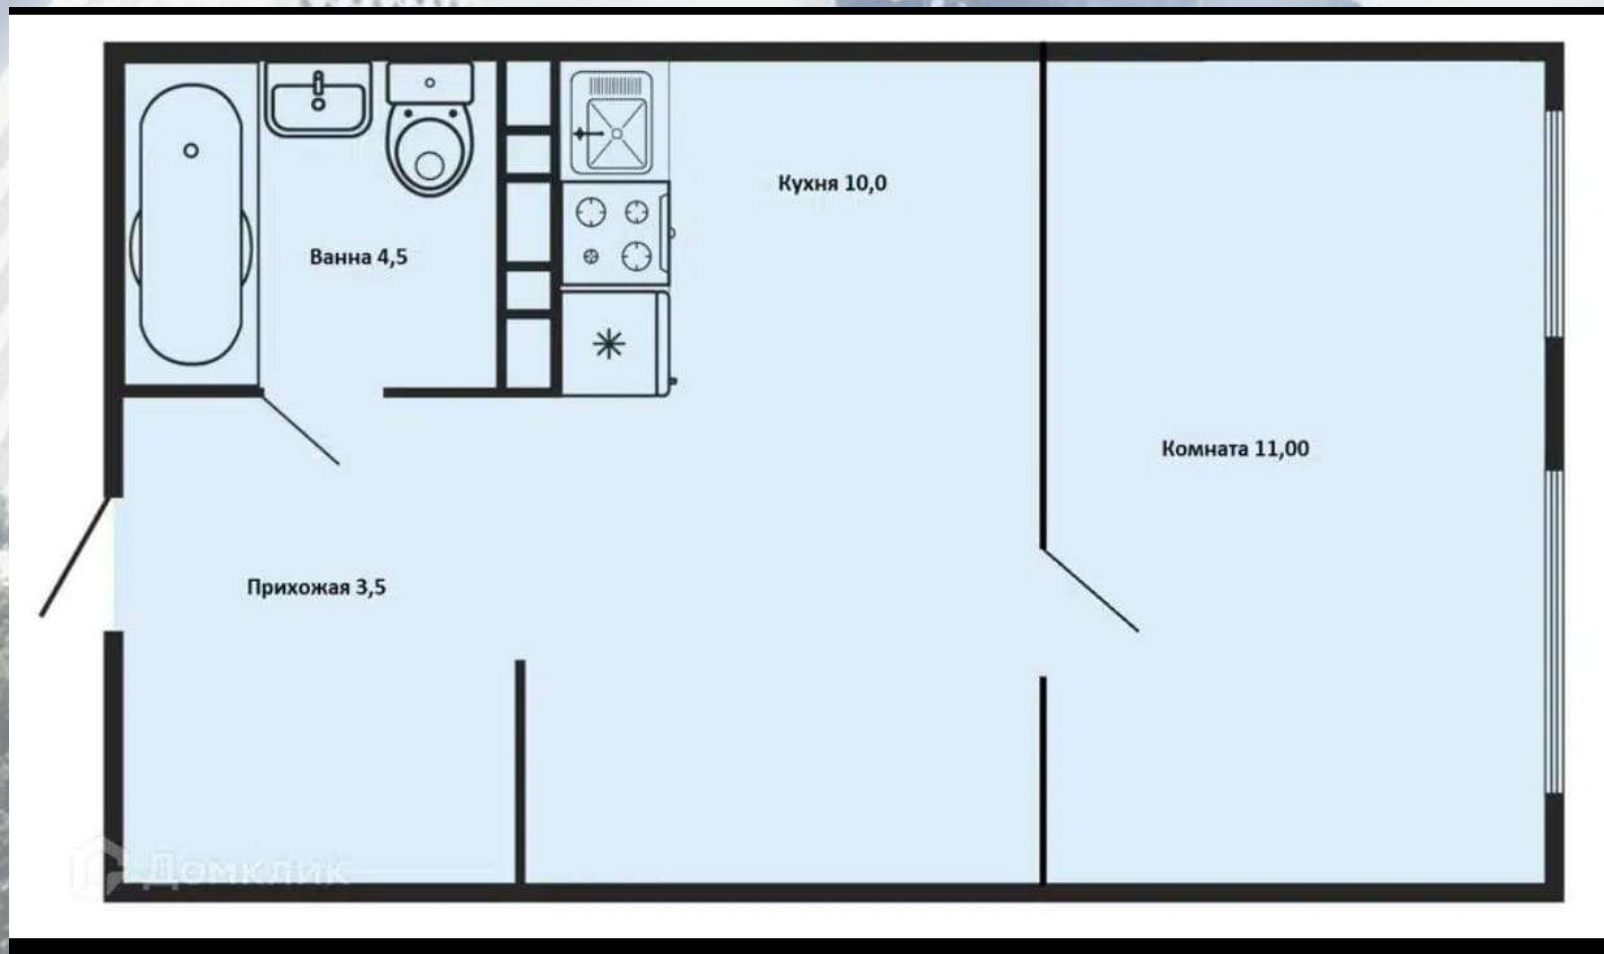 Кухня 10,0
Ванна 4,5
Комната 11,00
Прихожая 3,5
Домклик